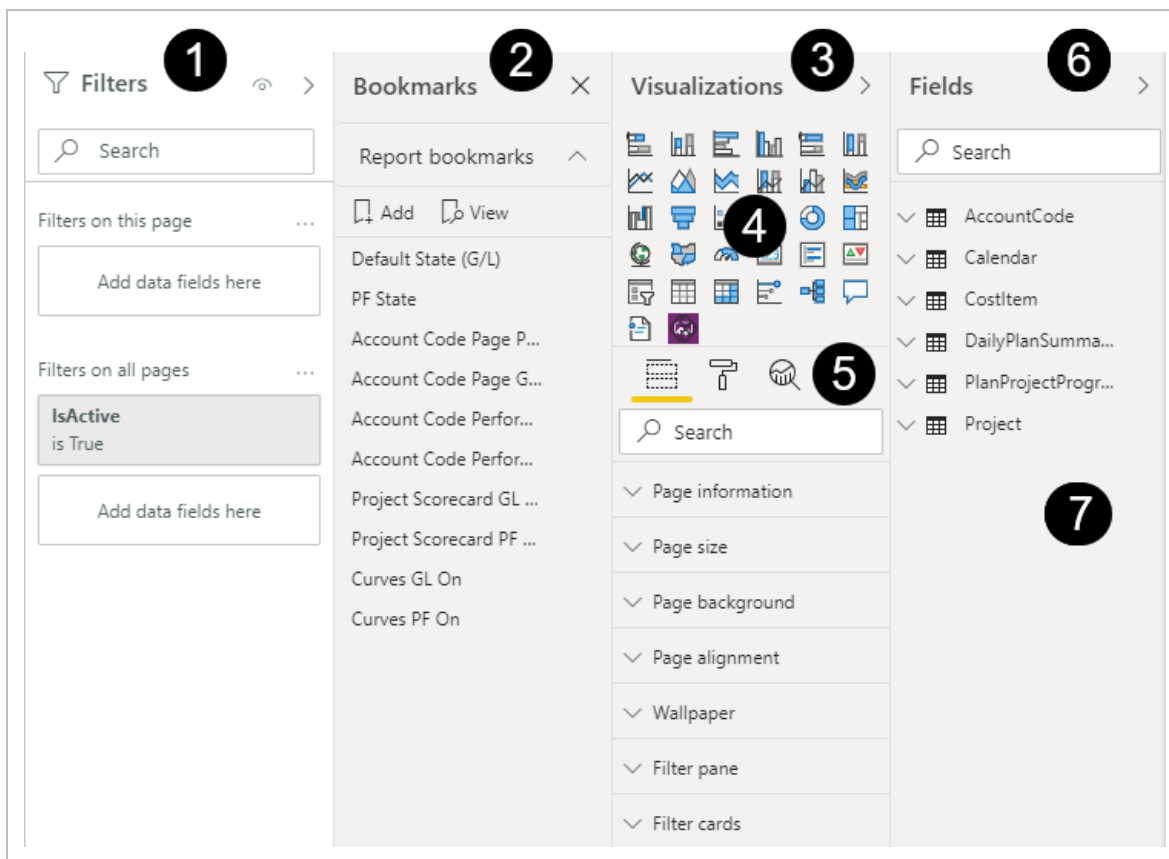 1
Filters
Search
Filters on this page
...
Add data fields here
Filters on all pages
...
IsActive
is True
Add data fields here
2
Bookmarks
Report bookmarks
Add View
Default State (G/L)
PF State
Account Code Page P...
Account Code Page G...
Account Code Perfor...
Account Code Perfor...
Project Scorecard GL ...
Project Scorecard PF ...
Curves GL On
Curves PF On
3
Visualizations
4
5
Search
Page information
Page size
Page background
Page alignment
Wallpaper
Filter pane
Filter cards
6
Fields
Search
AccountCode
Calendar
CostItem
DailyPlanSumma...
PlanProjectProgr...
Project
7